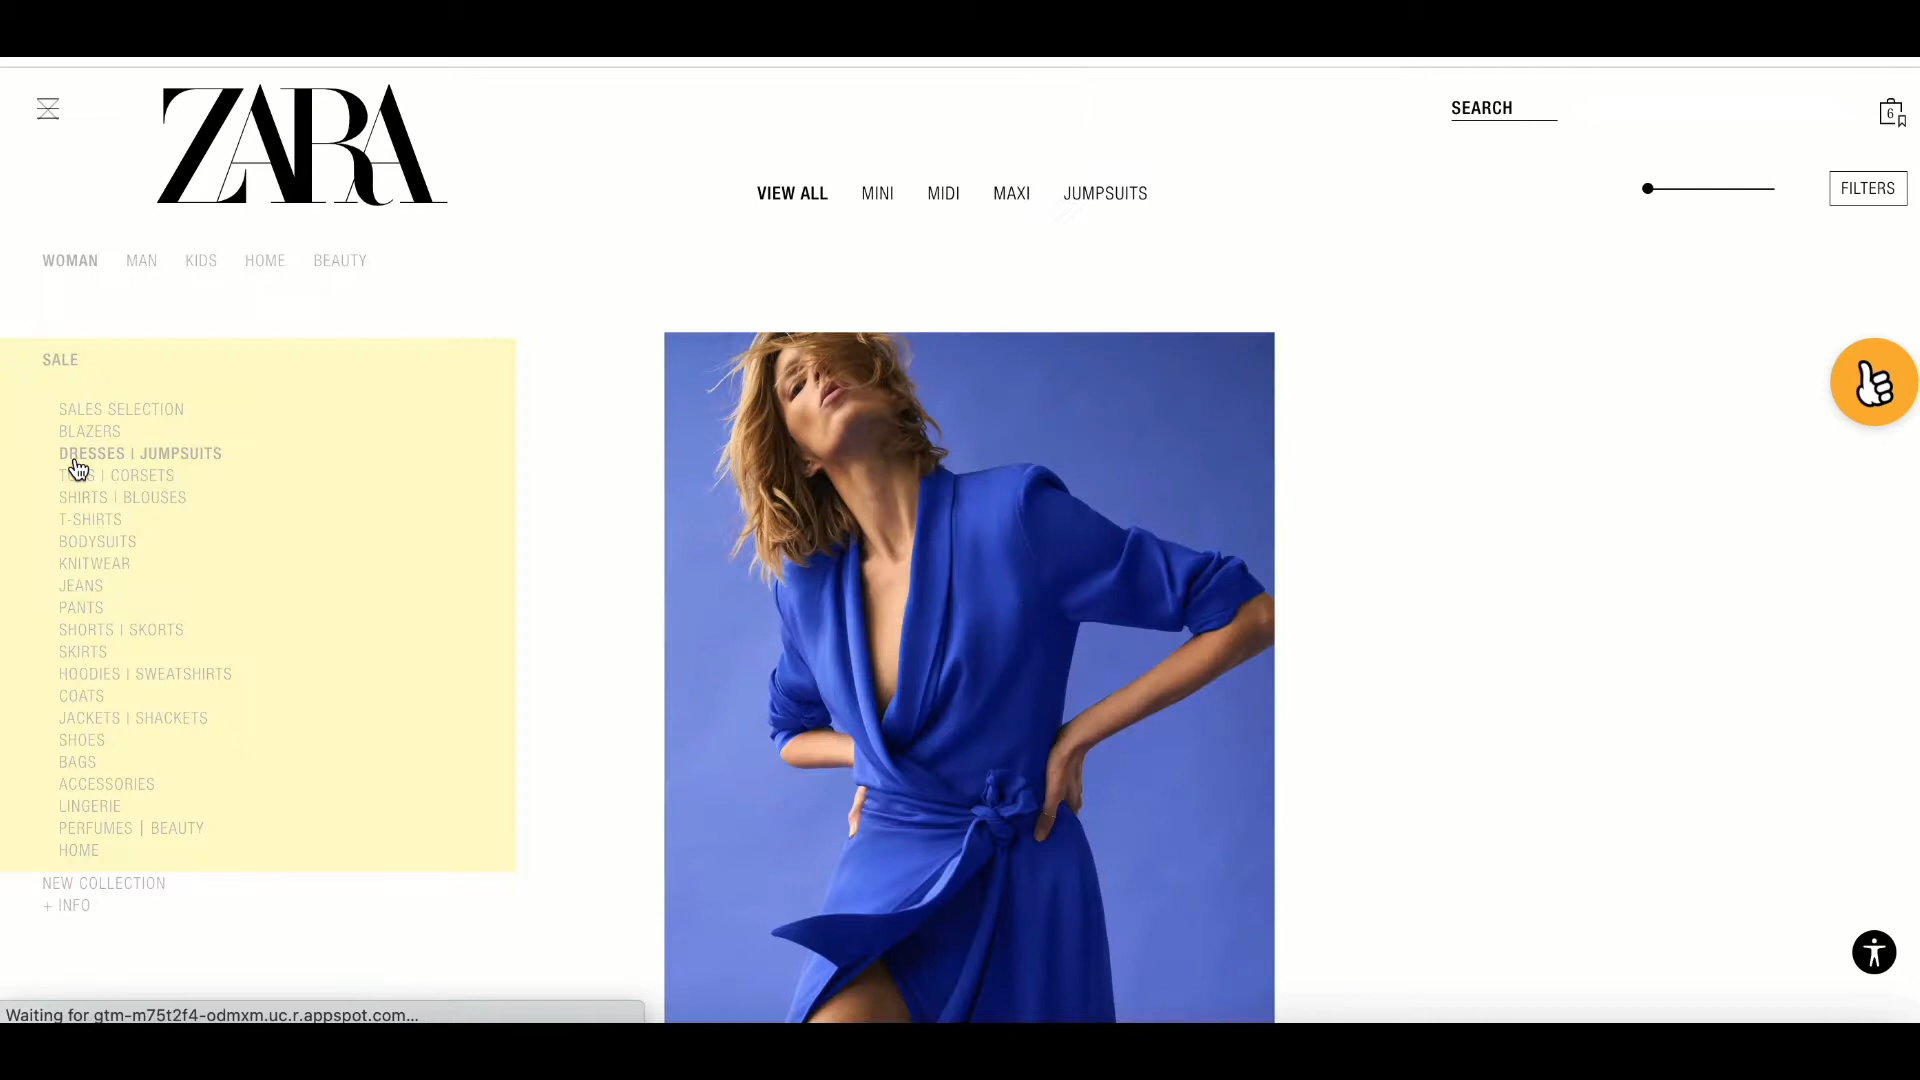 ZARA
SEARCH
6
VIEW ALL MINI MIDI MAXI JUMPSUITS
FILTERS
WOMAN MAN KIDS HOME BEAUTY
SALE
SALES SELECTION
BLAZERS
DRESSES | JUMPSUITS
TOPS | CORSETS
SHIRTS | BLOUSES
T-SHIRTS
BODYSUITS
KNITWEAR
JEANS
PANTS
SHORTS | SKORTS
SKIRTS
HOODIES | SWEATSHIRTS
COATS
JACKETS | SHACKETS
SHOES
BAGS
ACCESSORIES
LINGERIE
PERFUMES | BEAUTY
HOME
NEW COLLECTION
+ INFO
Waiting for gtm-m75t2f4-odmxm.uc.r.appspot.com...